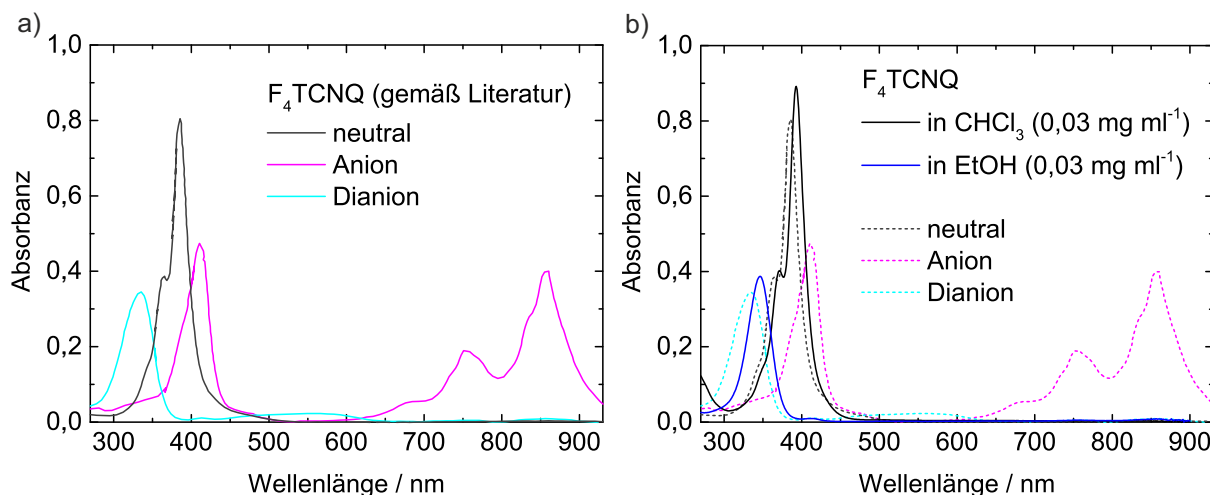 a)
1,0
0,8
0,6
0,4
0,2
0,0
Absorbanz
F₄TCNQ (gemäß Literatur)
neutral
Anion
Dianion
300 400 500 600 700 800 900
Wellenlänge / nm
b)
1,0
0,8
0,6
0,4
0,2
0,0
Absorbanz
F₄TCNQ
in CHCl₃ (0,03 mg ml⁻¹)
in EtOH (0,03 mg ml⁻¹)
neutral
Anion
Dianion
300 400 500 600 700 800 900
Wellenlänge / nm